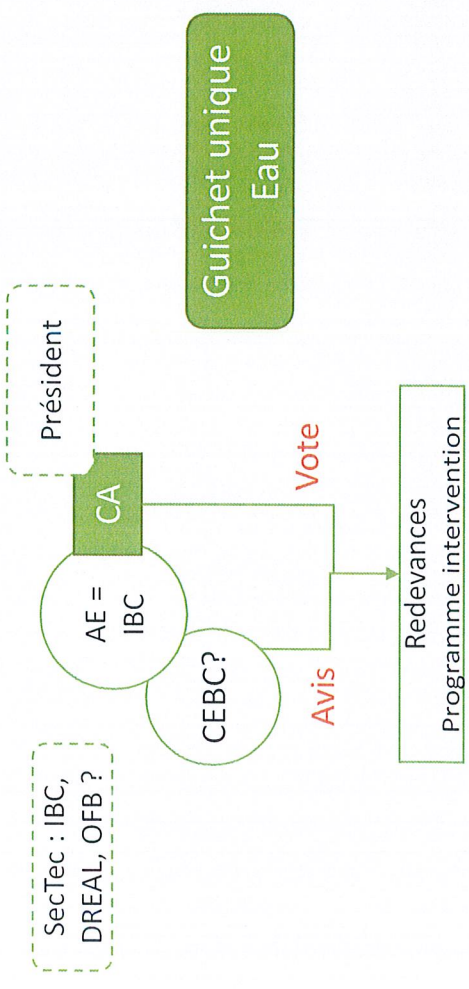 SecTec : IBC,
DREAL, OFB ?
Président
AE =
IBC
CA
CEBC?
Avis
Vote
Redevances
Programme intervention
Guichet unique
Eau